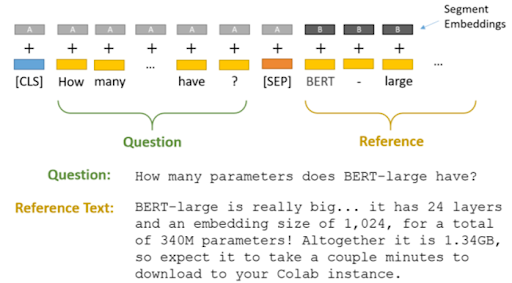 Segment
Embeddings
A A A A A A A B B B
+ + + + + + + + + +
[CLS] How many ... have ? [SEP] BERT - large ...
Question Reference
Question: How many parameters does BERT-large have?
Reference Text: BERT-large is really big... it has 24 layers
and an embedding size of 1,024, for a total
of 340M parameters! Altogether it is 1.34GB,
so expect it to take a couple minutes to
download to your Colab instance.